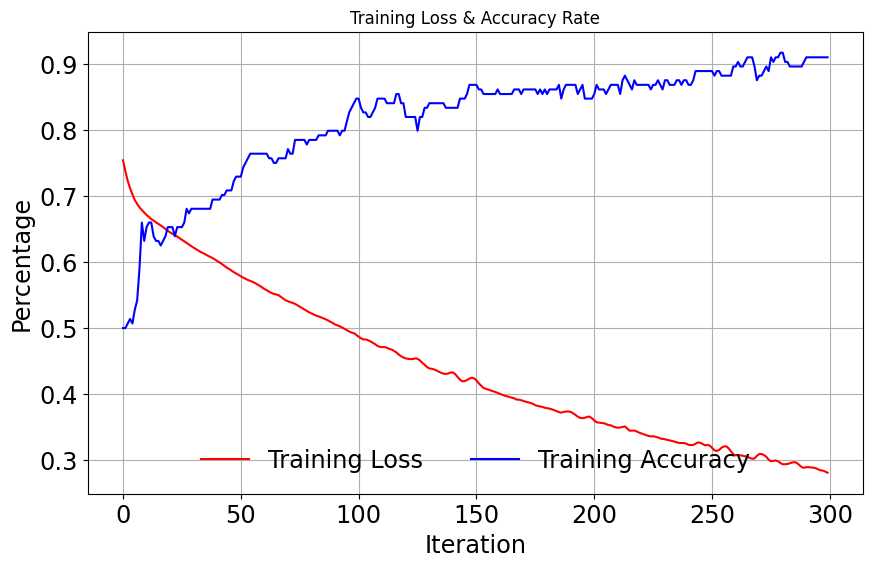 Training Loss & Accuracy Rate
Percentage
0.9
0.8
0.7
0.6
0.5
0.4
0.3
Training Loss
Training Accuracy
0 50 100 150 200 250 300
Iteration